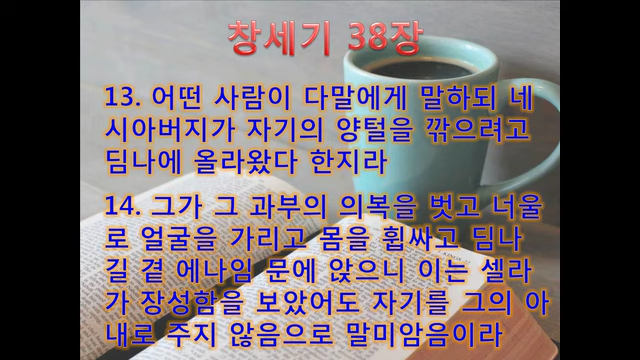 창세기 38장
13. 어떤 사람이 다말에게 말하되 네
시아버지가 자기의 양털을 깎으려고
딤나에 올라왔다 한지라
14. 그가 그 과부의 의복을 벗고 너울
로 얼굴을 가리고 몸을 휩싸고 딤나
길 곁 에나임 문에 앉으니 이는 셀라
가 장성함을 보았어도 자기를 그의 아
내로 주지 않음으로 말미암음이라